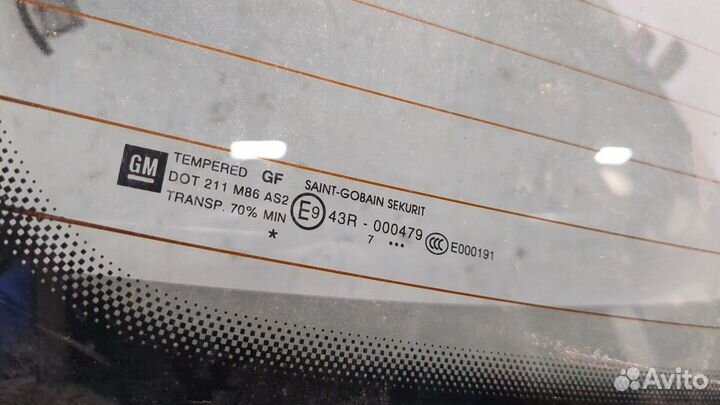 GM
TEMPERED GF SAINT-GOBAIN SEKURIT
DOT 211 M86 AS2
TRANSP. 70% MIN E9 43R - 000479 CCC E000191
* 7 ...
Avito